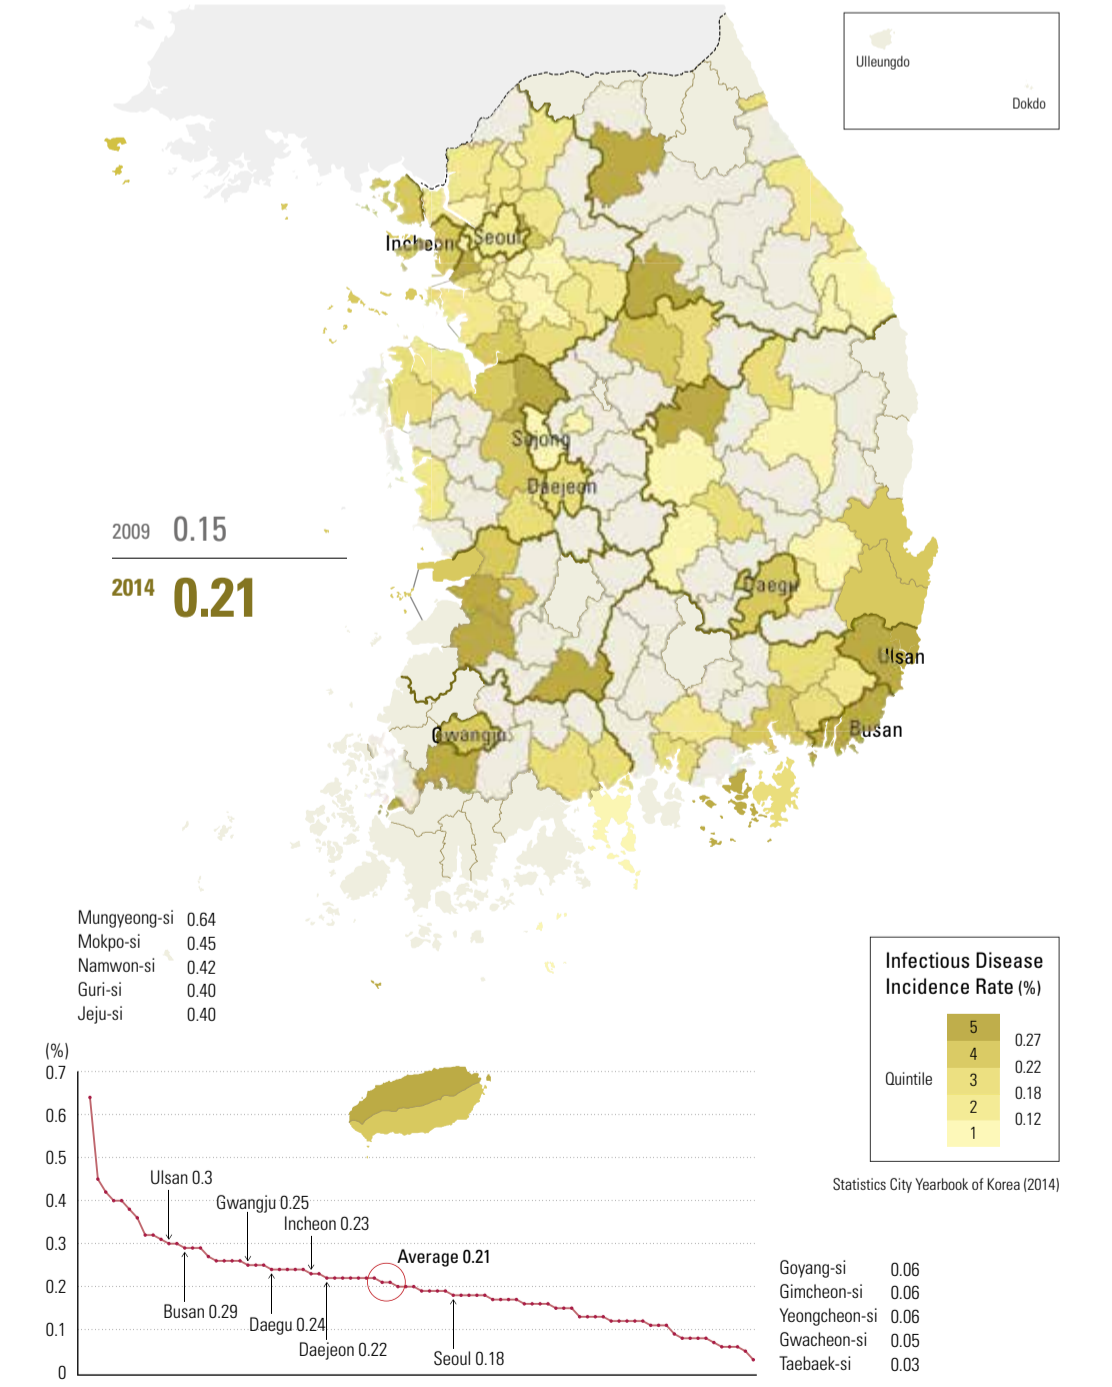 Ulleungdo
Dokdo
Incheon
Seoul
Sejong
Daejeon
2009 0.15
2014 0.21
Daegu
Ulsan
Gwangju
Busan
Mungyeong-si 0.64
Mokpo-si 0.45
Namwon-si 0.42
Guri-si 0.40
Jeju-si 0.40
Infectious Disease
Incidence Rate (%)
Quintile
5
4
3
2
1
0.27
0.22
0.18
0.12
Statistics City Yearbook of Korea (2014)
(%)
0.7
0.6
0.5
0.4
0.3
0.2
0.1
0
Ulsan 0.3
Gwangju 0.25
Incheon 0.23
Average 0.21
Busan 0.29
Daegu 0.24
Daejeon 0.22
Seoul 0.18
Goyang-si 0.06
Gimcheon-si 0.06
Yeongcheon-si 0.06
Gwacheon-si 0.05
Taebaek-si 0.03